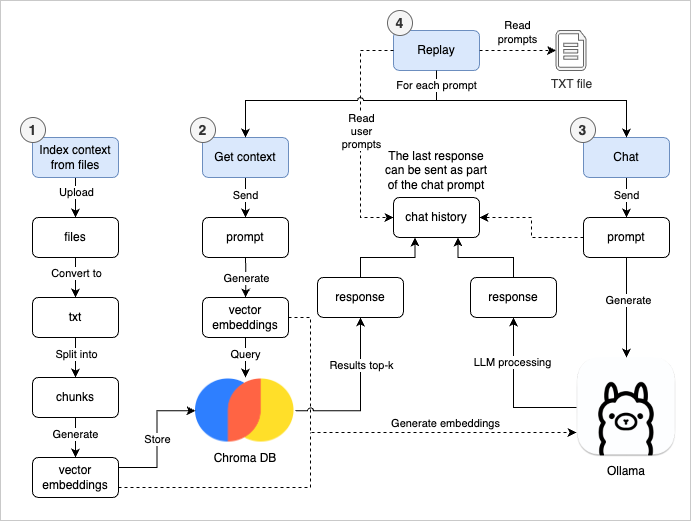 4
Replay
Read
prompts
TXT file
For each prompt
1
Index context
from files
Upload
files
Convert to
txt
Split into
chunks
Generate
vector
embeddings
Store
2
Get context
Send
prompt
Generate
vector
embeddings
Query
Chroma DB
Results top-k
response
Read
user
prompts
The last response
can be sent as part
of the chat prompt
chat history
response
LLM processing
Generate embeddings
3
Chat
Send
prompt
Generate
Ollama